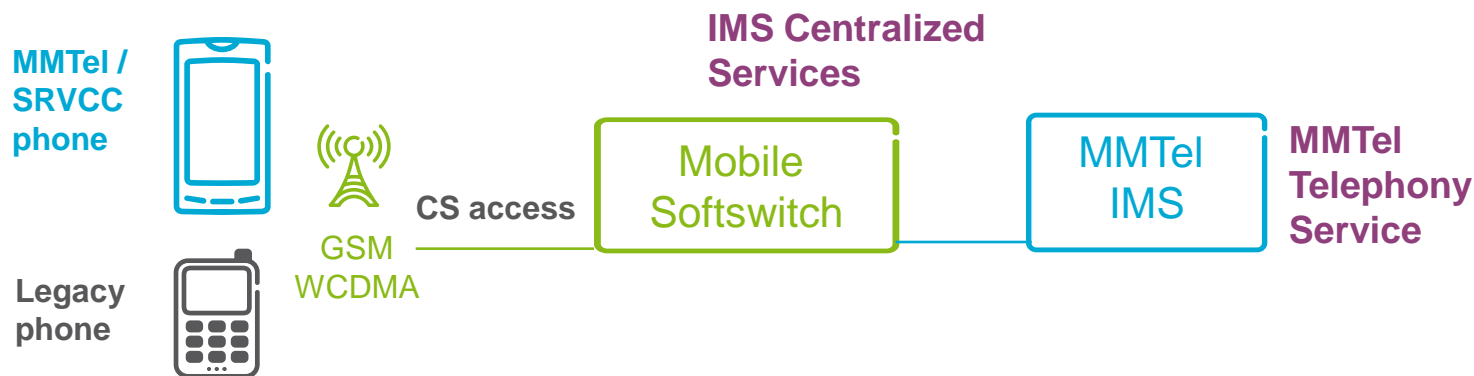 IMS Centralized
Services
MMTel /
SRVCC
phone
CS access
GSM
WCDMA
Mobile
Softswitch
MMTel
IMS
MMTel
Telephony
Service
Legacy
phone